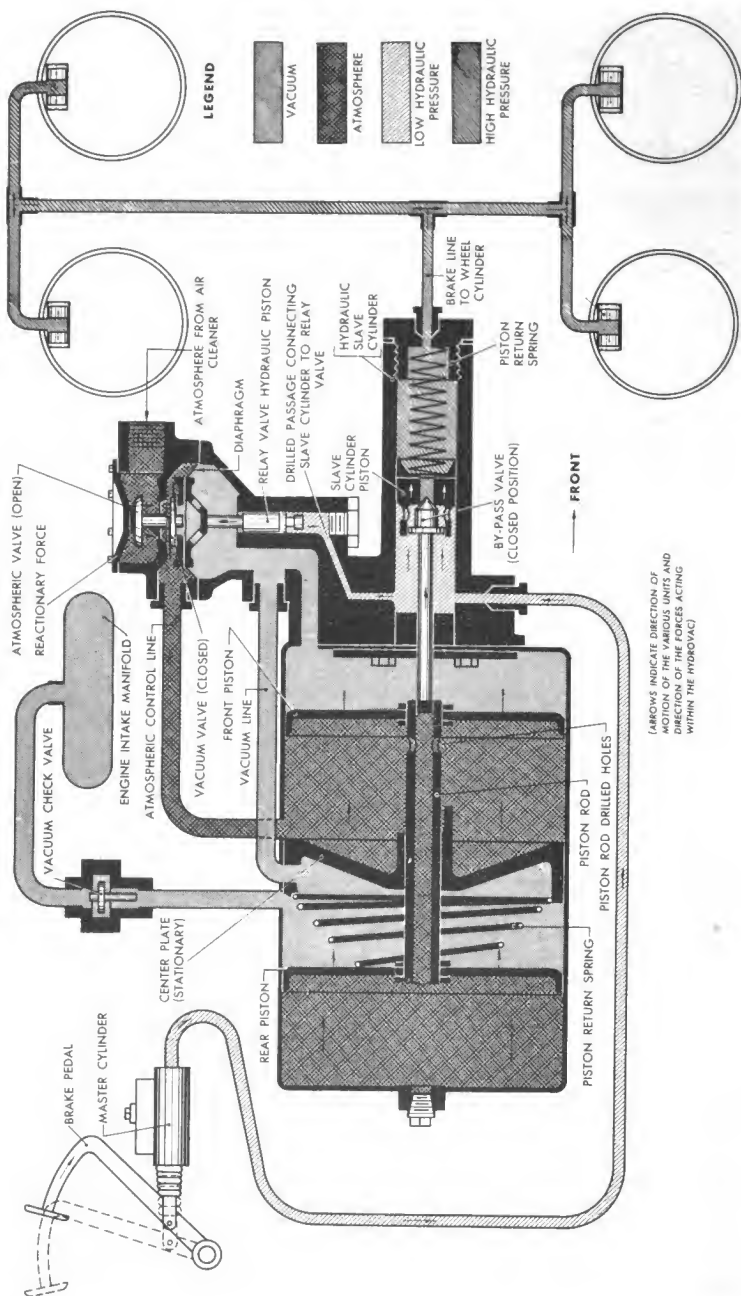 BRAKE PEDAL
MASTER CYLINDER
VACUUM CHECK VALVE
ENGINE INTAKE MANIFOLD
ATMOSPHERIC CONTROL LINE
VACUUM VALVE (CLOSED)
FRONT PISTON
VACUUM LINE
ATMOSPHERIC VALVE (OPEN)
REACTIONARY FORCE
ATMOSPHERE FROM AIR
CLEANER
DIAPHRAGM
RELAY VALVE HYDRAULIC PISTON
DRILLED PASSAGE CONNECTING
SLAVE CYLINDER TO RELAY
VALVE
LEGEND
VACUUM
ATMOSPHERE
LOW HYDRAULIC
PRESSURE
HIGH HYDRAULIC
PRESSURE
CENTER PLATE
(STATIONARY)
REAR PISTON
SLAVE
CYLINDER
PISTON
HYDRAULIC
SLAVE
CYLINDER
BRAKE LINE
TO WHEEL
CYLINDER
PISTON
RETURN
SPRING
BY-PASS VALVE
(CLOSED POSITION)
FRONT
PISTON RETURN SPRING
PISTON ROD
PISTON ROD DRILLED HOLES
(ARROWS INDICATE DIRECTION OF
MOTION OF THE VARIOUS UNITS AND
DIRECTION OF THE FORCES ACTING
WITHIN THE HYDROVAC)